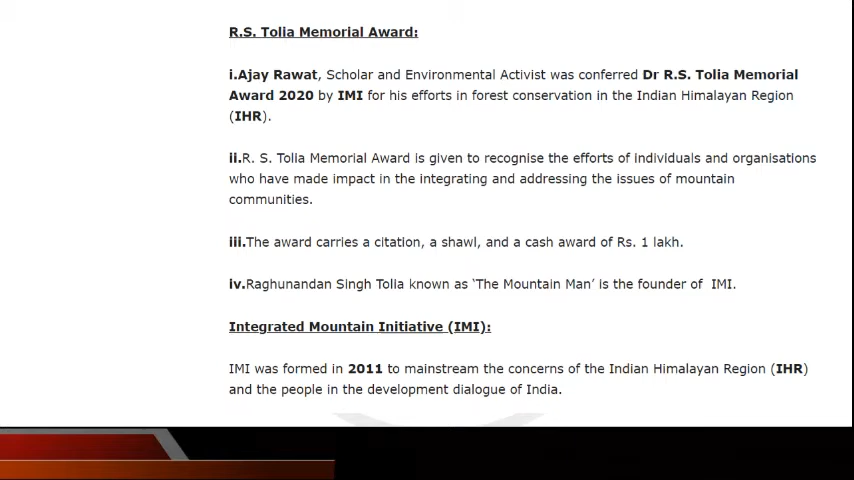 R.S. Tolia Memorial Award:
i.Ajay Rawat, Scholar and Environmental Activist was conferred Dr R.S. Tolia Memorial
Award 2020 by IMI for his efforts in forest conservation in the Indian Himalayan Region
(IHR).
ii.R. S. Tolia Memorial Award is given to recognise the efforts of individuals and organisations
who have made impact in the integrating and addressing the issues of mountain
communities.
iii.The award carries a citation, a shawl, and a cash award of Rs. 1 lakh.
iv.Raghunandan Singh Tolia known as ‘The Mountain Man’ is the founder of  IMI.
Integrated Mountain Initiative (IMI):
IMI was formed in 2011 to mainstream the concerns of the Indian Himalayan Region (IHR)
and the people in the development dialogue of India.